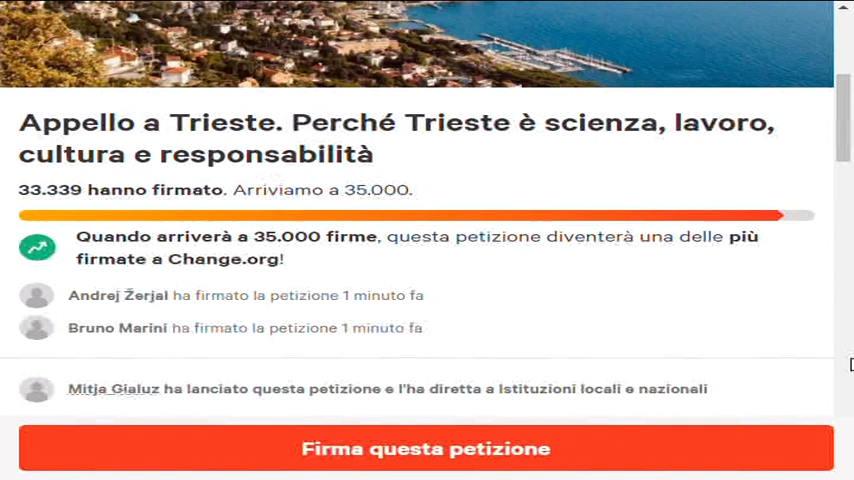 Appello a Trieste. Perché Trieste è scienza, lavoro,
cultura e responsabilità
33.339 hanno firmato. Arriviamo a 35.000.
Quando arriverà a 35.000 firme, questa petizione diventerà una delle più
firmate a Change.org!
Andrej Žerjal ha firmato la petizione 1 minuto fa
Bruno Marini ha firmato la petizione 1 minuto fa
Mitja Gialuz ha lanciato questa petizione e l'ha diretta a Istituzioni locali e nazionali
Firma questa petizione